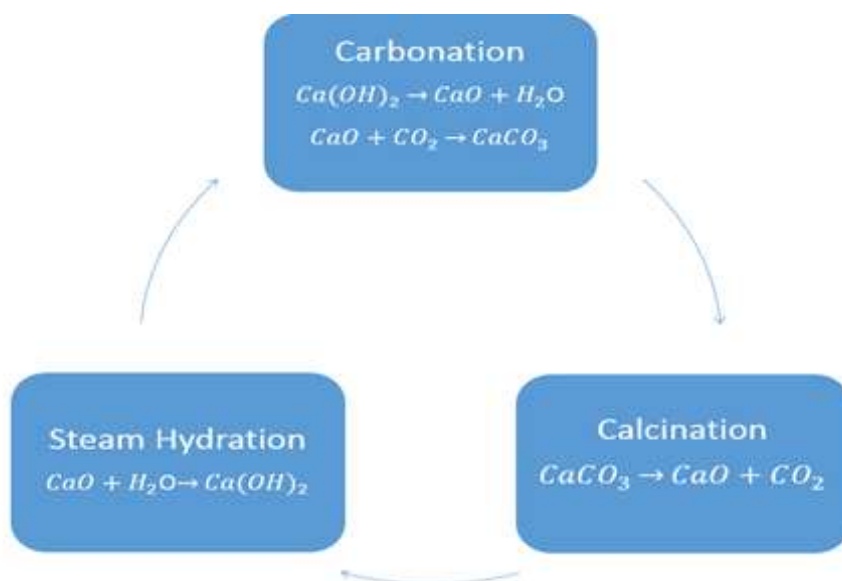 Carbonation
Ca(OH)₂ → CaO + H₂O
CaO + CO₂ → CaCO₃
Steam Hydration
CaO + H₂O→ Ca(OH)₂
Calcination
CaCO₃ → CaO + CO₂